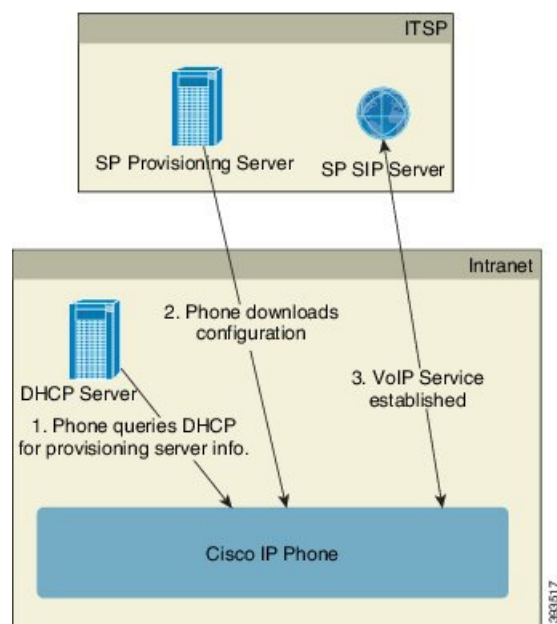 ITSP
SP Provisioning Server
SP SIP Server
Intranet
2. Phone downloads
configuration
DHCP Server
3. VoIP Service
established
1. Phone queries DHCP
for provisioning server info.
Cisco IP Phone
393517